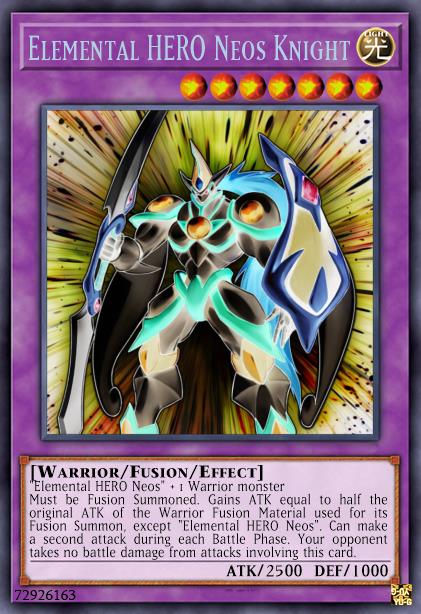 Elemental HERO Neos Knight
LIGHT
光
[Warrior/Fusion/Effect]
"Elemental HERO Neos" + 1 Warrior monster
Must be Fusion Summoned. Gains ATK equal to half the
original ATK of the Warrior Fusion Material used for its
Fusion Summon, except "Elemental HERO Neos". Can make
a second attack during each Battle Phase. Your opponent
takes no battle damage from attacks involving this card.
ATK/2500 DEF/1000
72926163